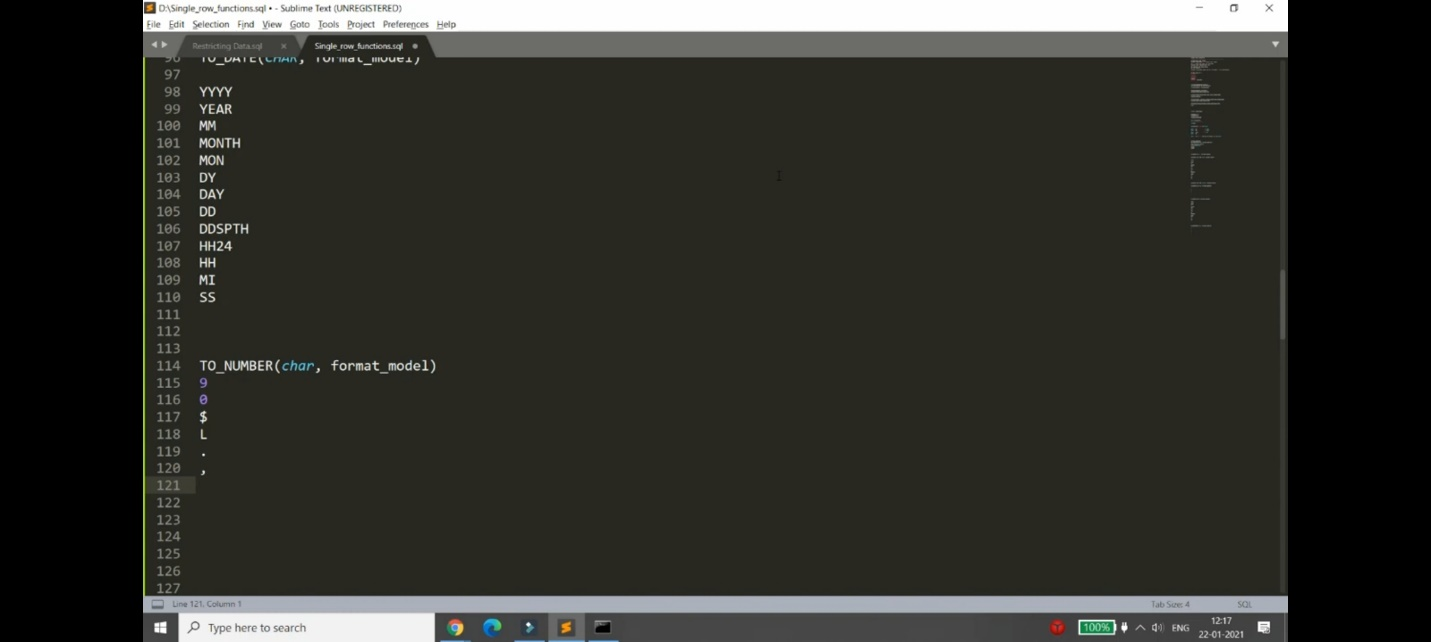 D:\Single_row_functions.sql • - Sublime Text (UNREGISTERED)
File Edit Selection Find View Goto Tools Project Preferences Help
Restricting Data.sql × Single_row_functions.sql
96 TO_DATE(CHAR, format_model)
97
98 YYYY
99 YEAR
100 MM
101 MONTH
102 MON
103 DY
104 DAY
105 DD
106 DDSPTH
107 HH24
108 HH
109 MI
110 SS
111
112
113
114 TO_NUMBER(char, format_model)
115 9
116 0
117 $
118 L
119 .
120 ,
121
122
123
124
125
126
127
Line 121, Column 1 Tab Size: 4 SQL
Type here to search 100% ENG 12:17
22-01-2021